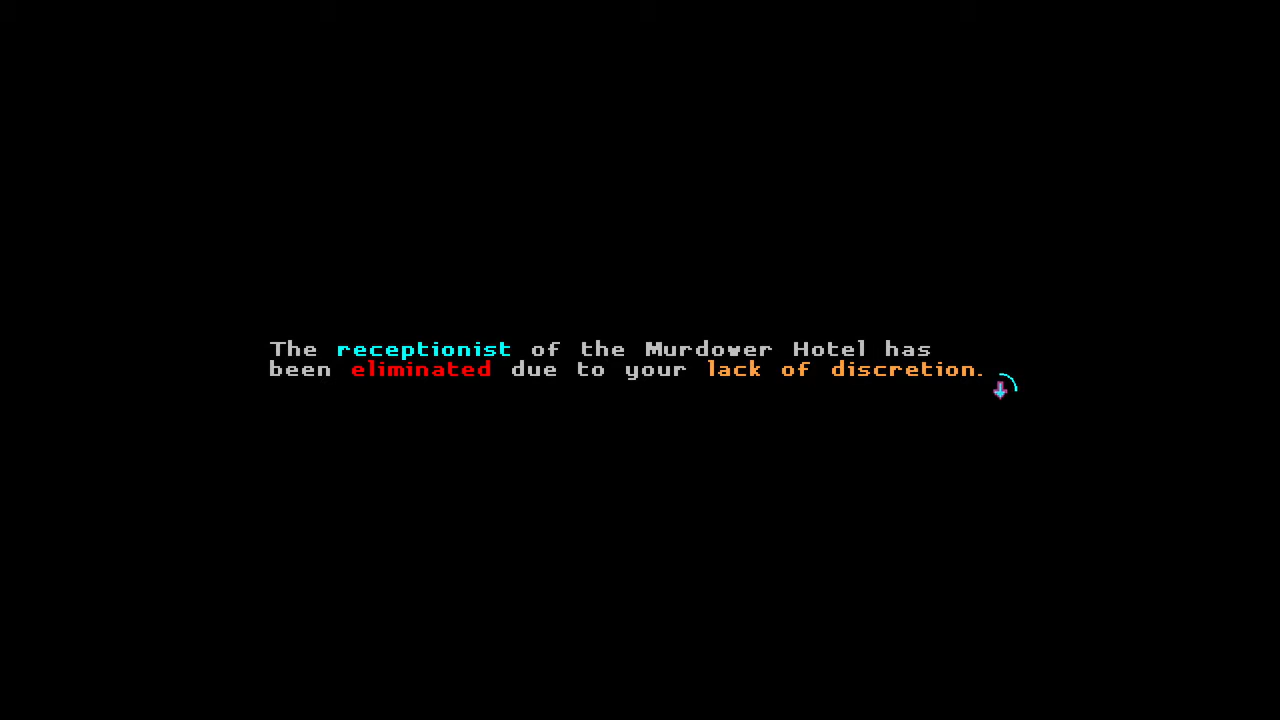 The receptionist of the Murdower Hotel has
been eliminated due to your lack of discretion.